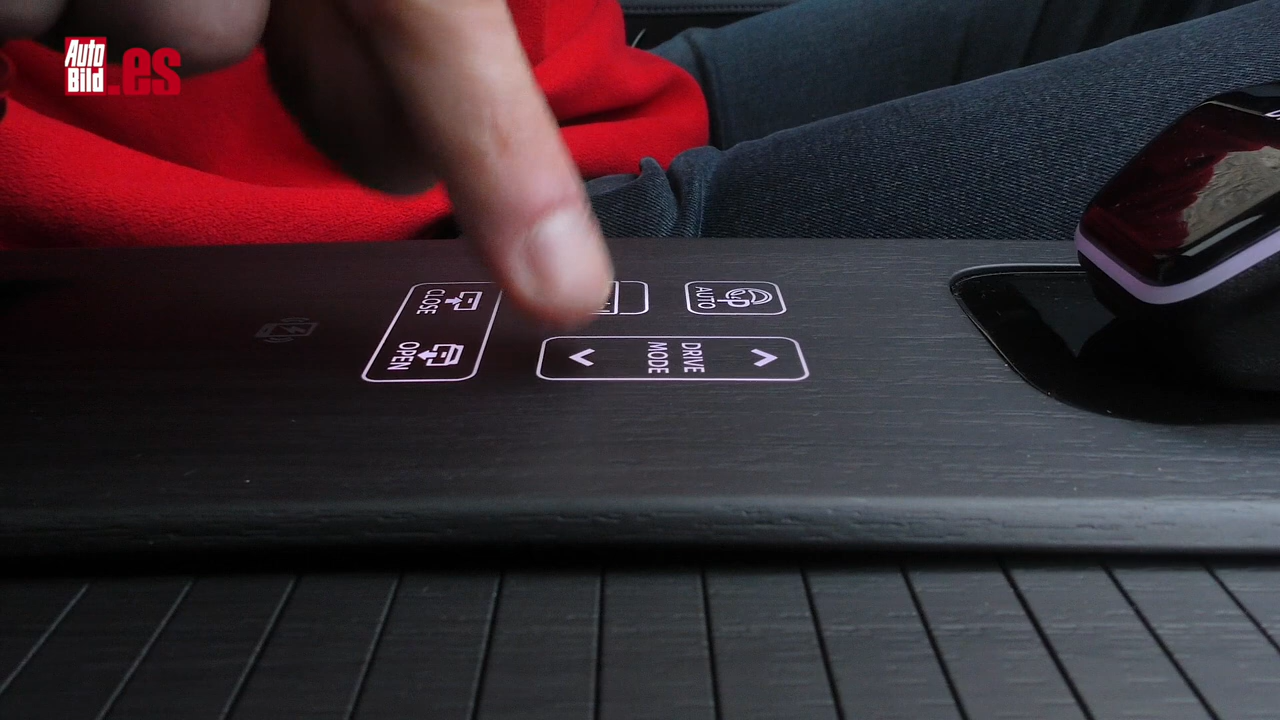 Auto
Bild.es
CLOSE
OPEN
AUTO
DRIVE
MODE